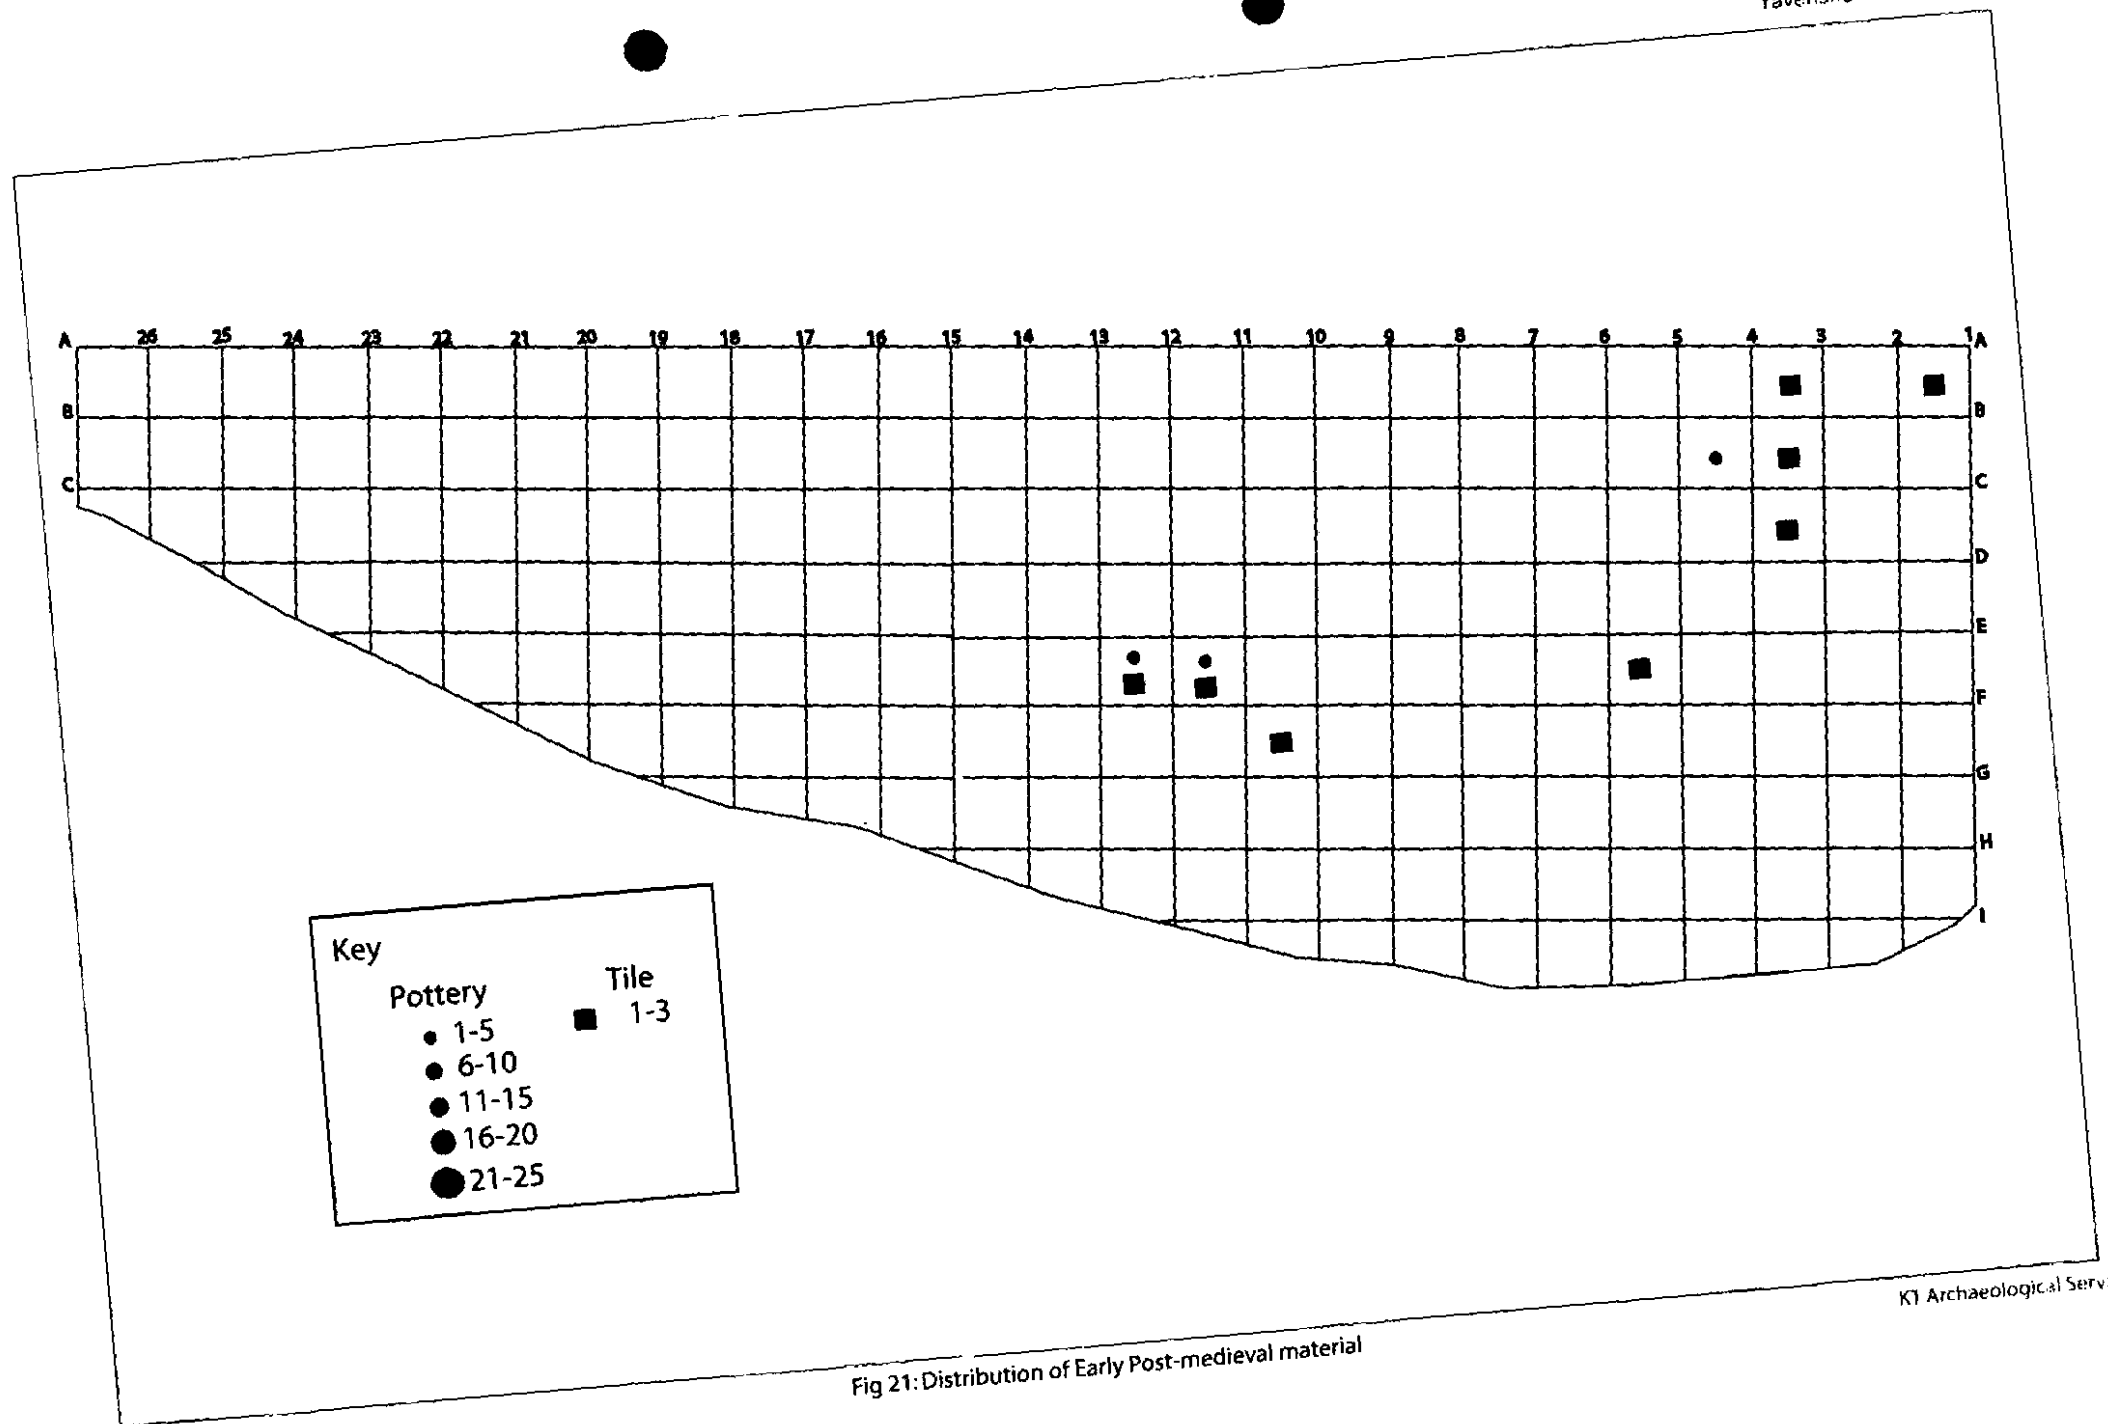 A 26 25 24 23 22 21 20 19 18 17 16 15 14 13 12 11 10 9 8 7 6 5 4 3 2 1 A
B B
C C
D
E
F
G
H
I
Key
Pottery Tile
1-5 1-3
6-10
11-15
16-20
21-25
K1 Archaeological
Fig 21: Distribution of Early Post-medieval material